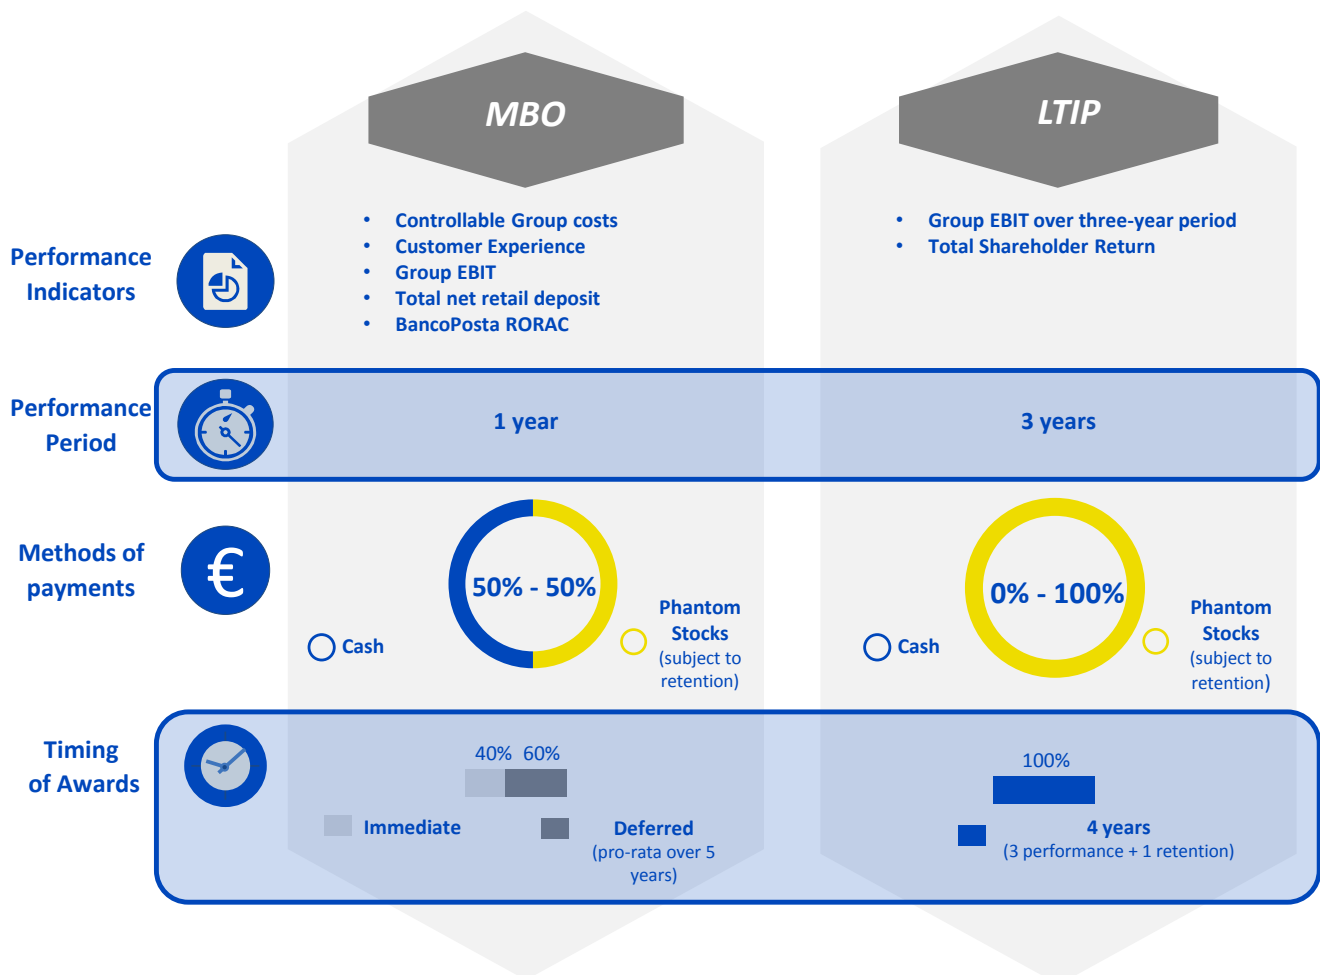 MBO
LTIP
Performance
Indicators
• Controllable Group costs
• Customer Experience
• Group EBIT
• Total net retail deposit
• BancoPosta RORAC
• Group EBIT over three-year period
• Total Shareholder Return
Performance
Period
1 year
3 years
Methods of
payments
€
50% - 50%
Cash
Phantom
Stocks
(subject to
retention)
0% - 100%
Cash
Phantom
Stocks
(subject to
retention)
Timing
of Awards
40% 60%
Immediate
Deferred
(pro-rata over 5
years)
100%
4 years
(3 performance + 1 retention)